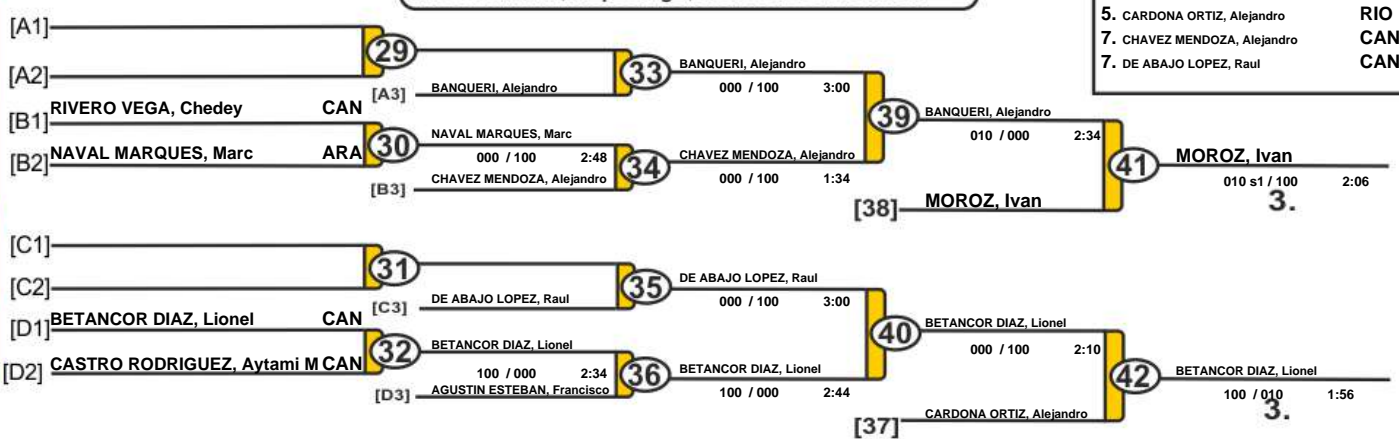 5. CARDONA ORTIZ, Alejandro RIO
7. CHAVEZ MENDOZA, Alejandro CAN
7. DE ABAJO LOPEZ, Raul CAN
[A1]
29
[A2]
[A3] BANQUERI, Alejandro
33
BANQUERI, Alejandro
000 / 100 3:00
[B1] RIVERO VEGA, Chedey CAN
30
[B2] NAVAL MARQUES, Marc ARA
NAVAL MARQUES, Marc
000 / 100 2:48
[B3] CHAVEZ MENDOZA, Alejandro
34
CHAVEZ MENDOZA, Alejandro
000 / 100 1:34
39
BANQUERI, Alejandro
010 / 000 2:34
[38] MOROZ, Ivan
41
MOROZ, Ivan
010 s1 / 100 2:06
3.
[C1]
31
[C2]
[C3] DE ABAJO LOPEZ, Raul
35
DE ABAJO LOPEZ, Raul
000 / 100 3:00
[D1] BETANCOR DIAZ, Lionel CAN
32
[D2] CASTRO RODRIGUEZ, Aytami M CAN
BETANCOR DIAZ, Lionel
100 / 000 2:34
[D3] AGUSTIN ESTEBAN, Francisco
36
BETANCOR DIAZ, Lionel
100 / 000 2:44
40
BETANCOR DIAZ, Lionel
000 / 100 2:10
[37] CARDONA ORTIZ, Alejandro
42
BETANCOR DIAZ, Lionel
100 / 010 1:56
3.